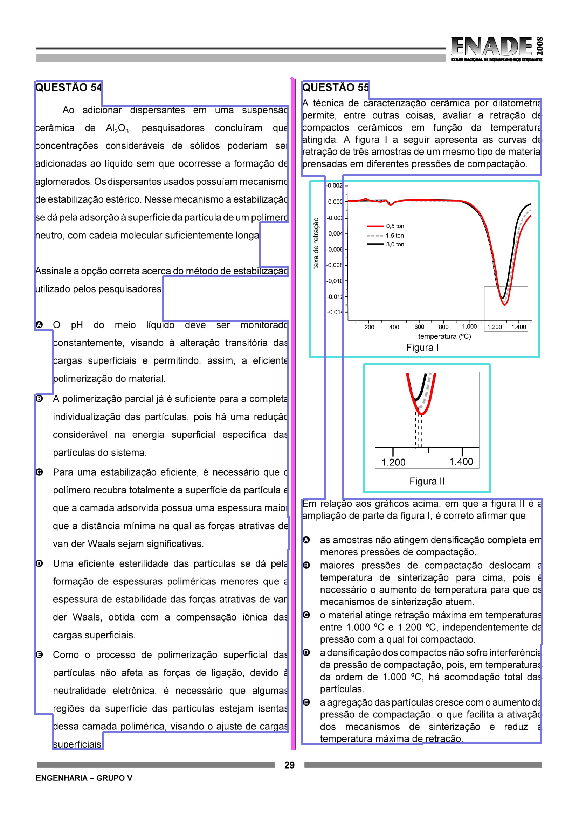 ENADE 2008
EXAME NACIONAL DE DESEMPENHO DOS ESTUDANTES
QUESTÃO 54
Ao adicionar dispersantes em uma suspensão
cerâmica de Al₂O₃, pesquisadores concluíram que
concentrações consideráveis de sólidos poderiam ser
adicionadas ao líquido sem que ocorresse a formação de
aglomerados. Os dispersantes usados possuíam mecanismo
de estabilização estérico. Nesse mecanismo a estabilização
se dá pela adsorção à superfície da partícula de um polímero
neutro, com cadeia molecular suficientemente longa.
Assinale a opção correta acerca do método de estabilização
utilizado pelos pesquisadores.
A O pH do meio líquido deve ser monitorado
constantemente, visando à alteração transitória das
cargas superficiais e permitindo, assim, a eficiente
polimerização do material.
B A polimerização parcial já é suficiente para a completa
individualização das partículas, pois há uma redução
considerável na energia superficial específica das
partículas do sistema.
C Para uma estabilização eficiente, é necessário que o
polímero recubra totalmente a superfície da partícula e
que a camada adsorvida possua uma espessura maior
que a distância mínima na qual as forças atrativas de
van der Waals sejam significativas.
D Uma eficiente esterilidade das partículas se dá pela
formação de espessuras poliméricas menores que a
espessura de estabilidade das forças atrativas de van
der Waals, obtida com a compensação iônica das
cargas superficiais.
E Como o processo de polimerização superficial das
partículas não afeta as forças de ligação, devido à
neutralidade eletrônica, é necessário que algumas
regiões da superfície das partículas estejam isentas
dessa camada polimérica, visando o ajuste de cargas
superficiais.
QUESTÃO 55
A técnica de caracterização cerâmica por dilatometria
permite, entre outras coisas, avaliar a retração de
compactos cerâmicos em função da temperatura
atingida. A figura I a seguir apresenta as curvas de
retração de três amostras de um mesmo tipo de material
prensadas em diferentes pressões de compactação.
taxa de retração
0,002
0,000
-0,002
-0,004
-0,006
-0,008
-0,010
-0,012
-0,014
0,5 ton
1,5 ton
3,0 ton
200 400 600 800 1.000 1.200 1.400
temperatura (ºC)
Figura I
1.200 1.400
Figura II
Em relação aos gráficos acima, em que a figura II é a
ampliação de parte da figura I, é correto afirmar que
A as amostras não atingem densificação completa em
menores pressões de compactação.
B maiores pressões de compactação deslocam a
temperatura de sinterização para cima, pois é
necessário o aumento de temperatura para que os
mecanismos de sinterização atuem.
C o material atinge retração máxima em temperaturas
entre 1.000 ºC e 1.200 ºC, independentemente da
pressão com a qual foi compactado.
D a densificação dos compactos não sofre interferência
da pressão de compactação, pois, em temperaturas
da ordem de 1.000 ºC, há acomodação total das
partículas.
E a agregação das partículas cresce com o aumento da
pressão de compactação, o que facilita a ativação
dos mecanismos de sinterização e reduz a
temperatura máxima de retração.
29
ENGENHARIA – GRUPO V